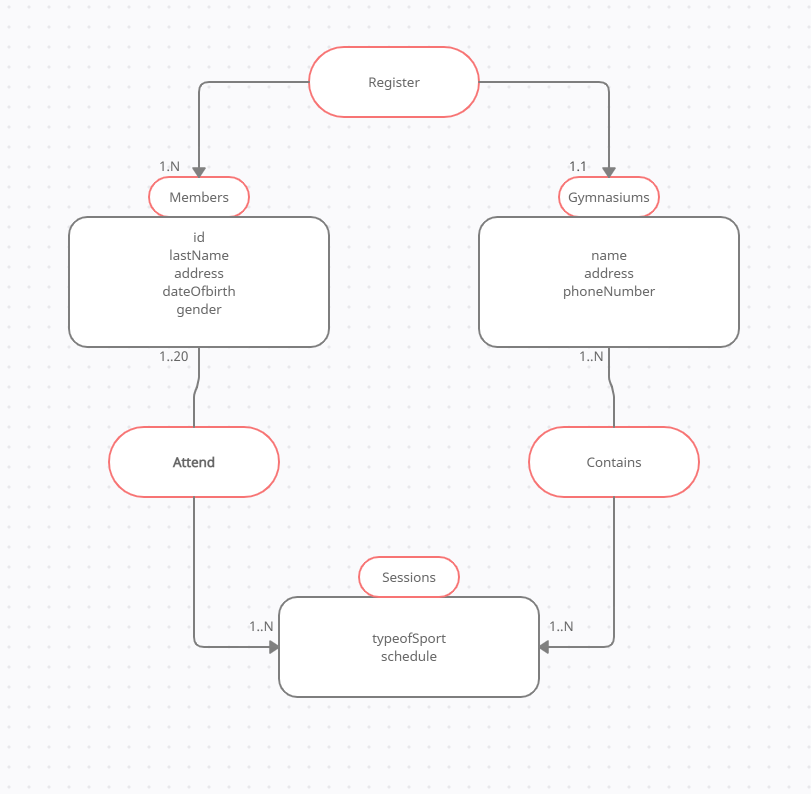 Register
1.N
1.1
Members
Gymnasiums
id
lastName
address
dateOfbirth
gender
name
address
phoneNumber
1..20
1..N
Attend
Contains
Sessions
1..N
1..N
typeofSport
schedule